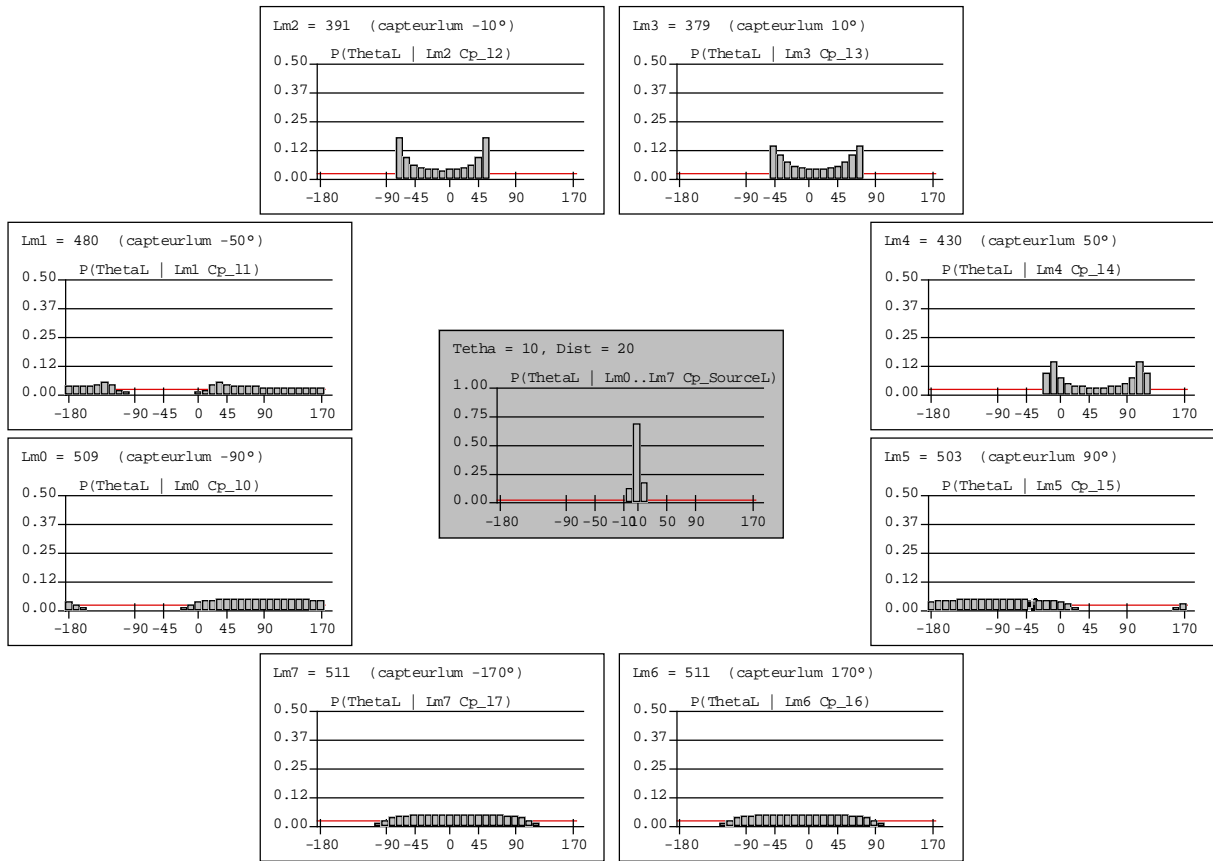 Lm2 = 391 (capteurlum -10º)
P(ThetaL | Lm2 Cp_l2)
0.50
0.37
0.25
0.12
0.00
-180 -90 -45 0 45 90 170
Lm3 = 379 (capteurlum 10º)
P(ThetaL | Lm3 Cp_l3)
0.50
0.37
0.25
0.12
0.00
-180 -90 -45 0 45 90 170
Lm1 = 480 (capteurlum -50º)
P(ThetaL | Lm1 Cp_l1)
0.50
0.37
0.25
0.12
0.00
-180 -90 -45 0 45 90 170
Tetha = 10, Dist = 20
P(ThetaL | Lm0..Lm7 Cp_SourceL)
1.00
0.75
0.50
0.25
0.00
-180 -90 -50 -10 10 50 90 170
Lm4 = 430 (capteurlum 50º)
P(ThetaL | Lm4 Cp_l4)
0.50
0.37
0.25
0.12
0.00
-180 -90 -45 0 45 90 170
Lm0 = 509 (capteurlum -90º)
P(ThetaL | Lm0 Cp_l0)
0.50
0.37
0.25
0.12
0.00
-180 -90 -45 0 45 90 170
Lm5 = 503 (capteurlum 90º)
P(ThetaL | Lm5 Cp_l5)
0.50
0.37
0.25
0.12
0.00
-180 -90 -45 0 45 90 170
Lm7 = 511 (capteurlum -170º)
P(ThetaL | Lm7 Cp_l7)
0.50
0.37
0.25
0.12
0.00
-180 -90 -45 0 45 90 170
Lm6 = 511 (capteurlum 170º)
P(ThetaL | Lm6 Cp_l6)
0.50
0.37
0.25
0.12
0.00
-180 -90 -45 0 45 90 170